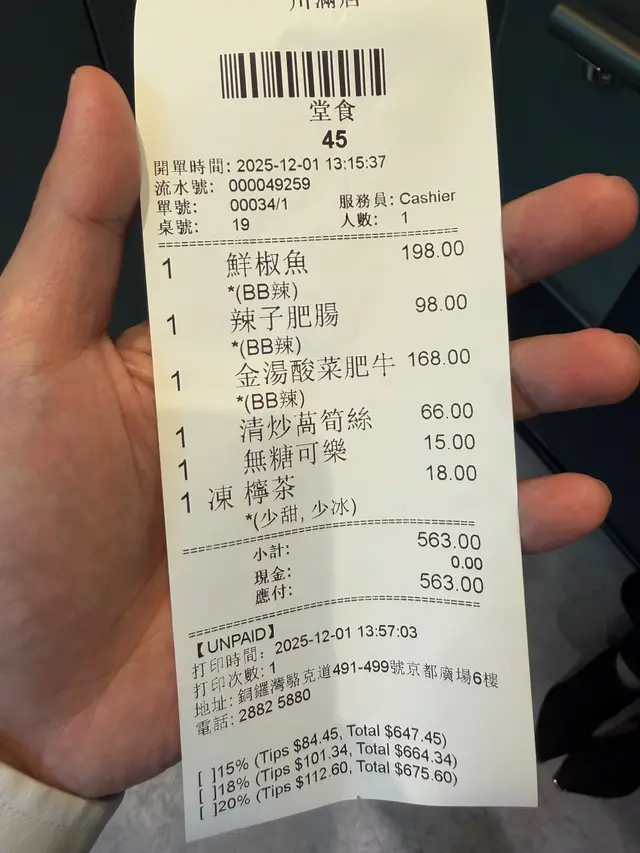 川滿店
堂食
45
開單時間: 2025-12-01 13:15:37
流水號: 000049259
單號: 00034/1 服務員: Cashier
桌號: 19 人數: 1
1 鮮椒魚 198.00
*(BB辣)
1 辣子肥腸 98.00
*(BB辣)
1 金湯酸菜肥牛 168.00
*(BB辣)
1 清炒萵筍絲 66.00
1 無糖可樂 15.00
1 凍 檸茶 18.00
*(少甜, 少冰)
小計: 563.00
現金: 0.00
應付: 563.00
【UNPAID】
打印時間: 2025-12-01 13:57:03
打印次數: 1
地址: 銅鑼灣駱克道491-499號京都廣場6樓
電話: 2882 5880
[ ]15% (Tips $84.45, Total $647.45)
[ ]18% (Tips $101.34, Total $664.34)
[ ]20% (Tips $112.60, Total $675.60)